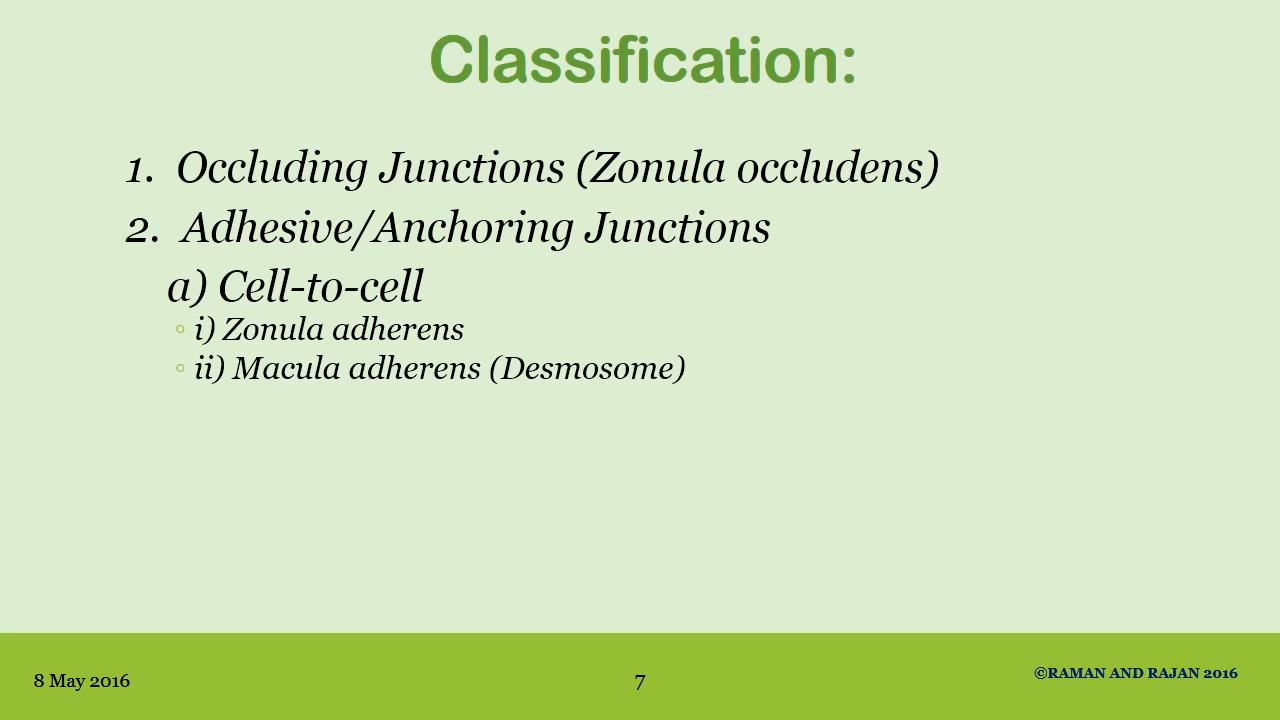 Classification:
1. Occluding Junctions (Zonula occludens)
2. Adhesive/Anchoring Junctions
a) Cell-to-cell
◦ i) Zonula adherens
◦ ii) Macula adherens (Desmosome)
8 May 2016
7
©RAMAN AND RAJAN 2016